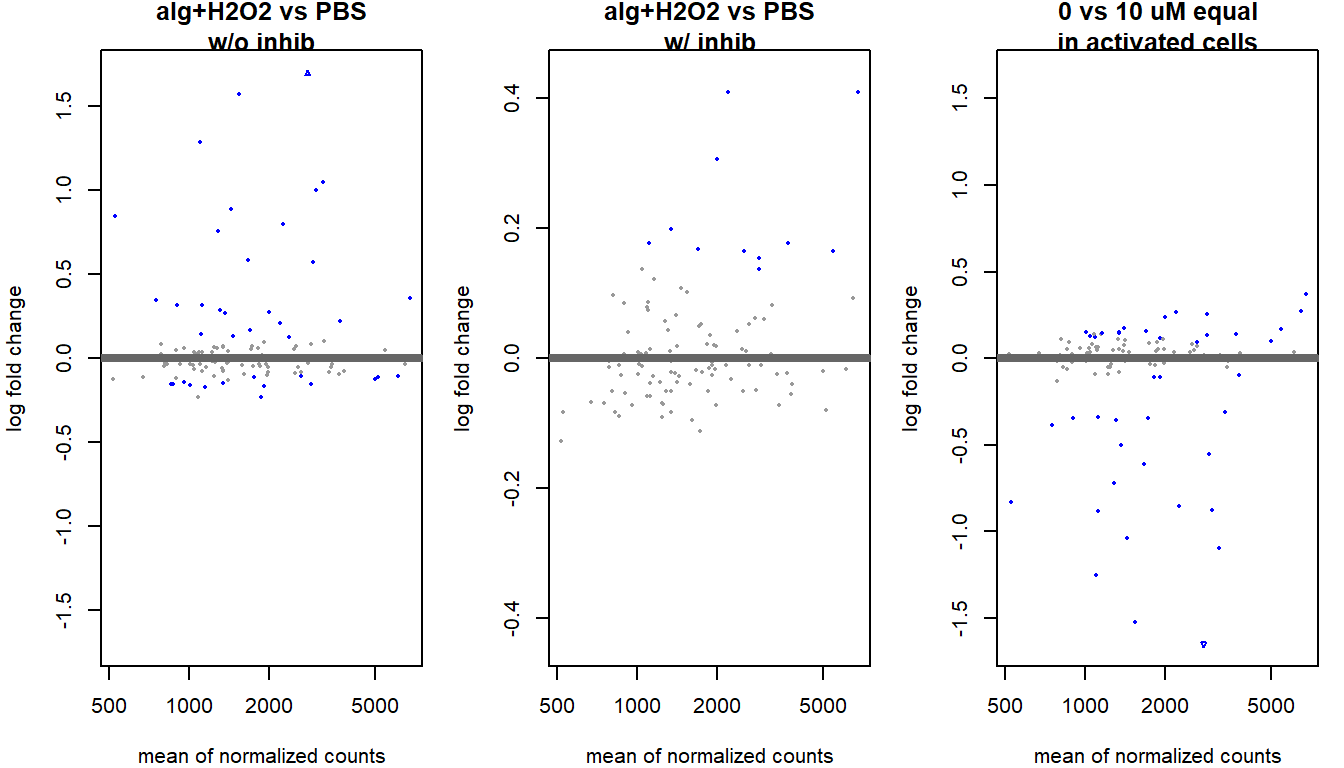 alg+H2O2 vs PBS
w/o inhib
log fold change
1.5
1.0
0.5
0.0
-0.5
-1.0
-1.5
500 1000 2000 5000
mean of normalized counts
alg+H2O2 vs PBS
w/ inhib
log fold change
0.4
0.2
0.0
-0.2
-0.4
500 1000 2000 5000
mean of normalized counts
0 vs 10 uM equal
in activated cells
log fold change
1.5
1.0
0.5
0.0
-0.5
-1.0
-1.5
500 1000 2000 5000
mean of normalized counts